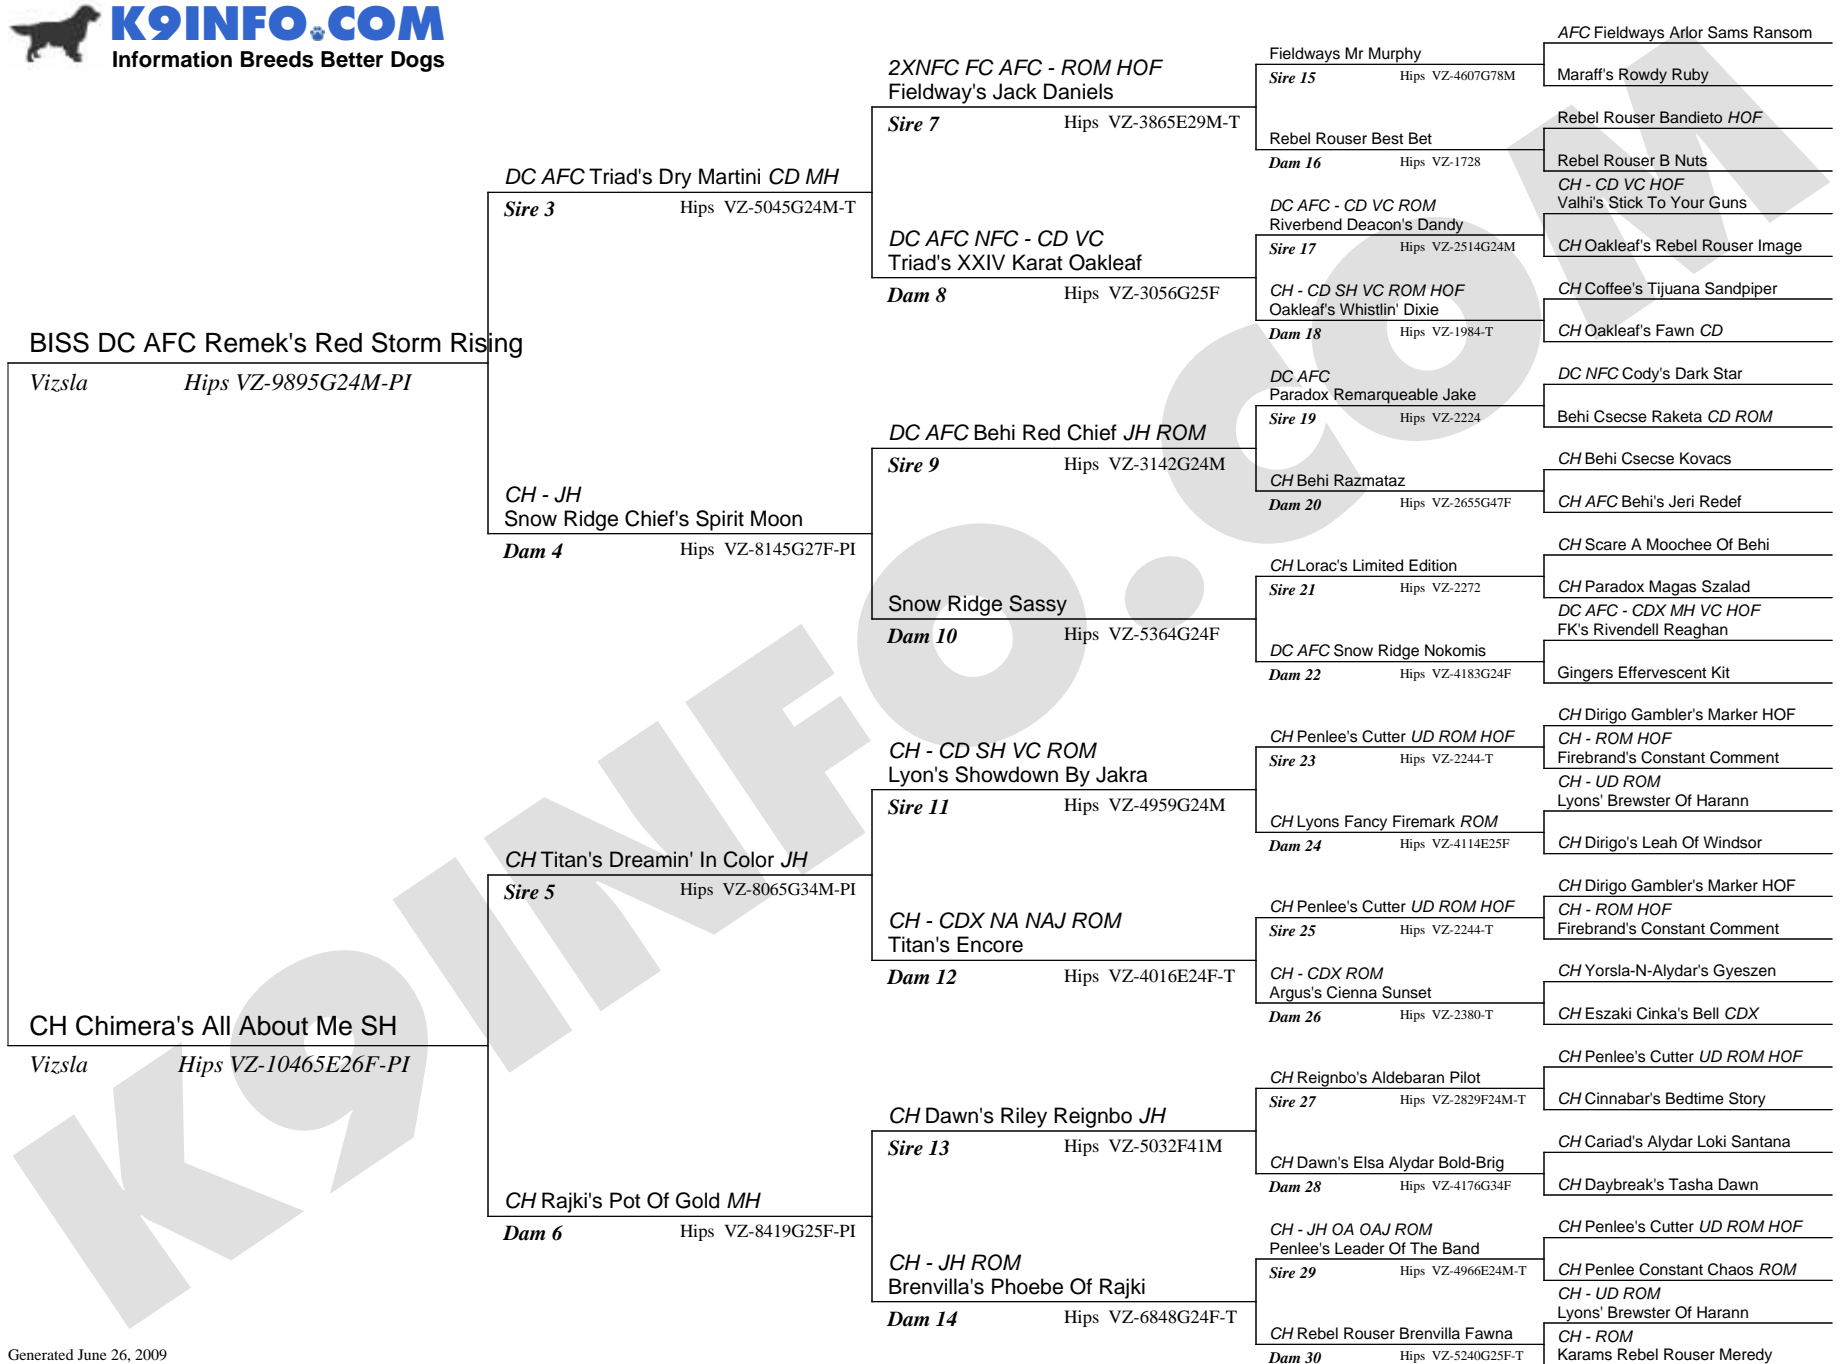 K9INFO.COM
Information Breeds Better Dogs
BISS DC AFC Remek's Red Storm Rising
Vizsla Hips VZ-9895G24M-PI
CH Chimera's All About Me SH
Vizsla Hips VZ-10465E26F-PI
DC AFC Triad's Dry Martini CD MH
Sire 3 Hips VZ-5045G24M-T
CH - JH
Snow Ridge Chief's Spirit Moon
Dam 4 Hips VZ-8145G27F-PI
CH Titan's Dreamin' In Color JH
Sire 5 Hips VZ-8065G34M-PI
CH Rajki's Pot Of Gold MH
Dam 6 Hips VZ-8419G25F-PI
2XNFC FC AFC - ROM HOF
Fieldway's Jack Daniels
Sire 7 Hips VZ-3865E29M-T
DC AFC NFC - CD VC
Triad's XXIV Karat Oakleaf
Dam 8 Hips VZ-3056G25F
DC AFC Behi Red Chief JH ROM
Sire 9 Hips VZ-3142G24M
Snow Ridge Sassy
Dam 10 Hips VZ-5364G24F
CH - CD SH VC ROM
Lyon's Showdown By Jakra
Sire 11 Hips VZ-4959G24M
CH - CDX NA NAJ ROM
Titan's Encore
Dam 12 Hips VZ-4016E24F-T
CH Dawn's Riley Reignbo JH
Sire 13 Hips VZ-5032F41M
CH - JH ROM
Brenvilla's Phoebe Of Rajki
Dam 14 Hips VZ-6848G24F-T
Fieldways Mr Murphy
Sire 15 Hips VZ-4607G78M
Rebel Rouser Best Bet
Dam 16 Hips VZ-1728
DC AFC - CD VC ROM
Riverbend Deacon's Dandy
Sire 17 Hips VZ-2514G24M
CH - CD SH VC ROM HOF
Oakleaf's Whistlin' Dixie
Dam 18 Hips VZ-1984-T
DC AFC
Paradox Remarqueable Jake
Sire 19 Hips VZ-2224
CH Behi Razmataz
Dam 20 Hips VZ-2655G47F
CH Lorac's Limited Edition
Sire 21 Hips VZ-2272
DC AFC Snow Ridge Nokomis
Dam 22 Hips VZ-4183G24F
CH Penlee's Cutter UD ROM HOF
Sire 23 Hips VZ-2244-T
CH Lyons Fancy Firemark ROM
Dam 24 Hips VZ-4114E25F
CH Penlee's Cutter UD ROM HOF
Sire 25 Hips VZ-2244-T
CH - CDX ROM
Argus's Cienna Sunset
Dam 26 Hips VZ-2380-T
CH Reignbo's Aldebaran Pilot
Sire 27 Hips VZ-2829F24M-T
CH Dawn's Elsa Alydar Bold-Brig
Dam 28 Hips VZ-4176G34F
CH - JH OA OAJ ROM
Penlee's Leader Of The Band
Sire 29 Hips VZ-4966E24M-T
CH Rebel Rouser Brenvilla Fawna
Dam 30 Hips VZ-5240G25F-T
AFC Fieldways Arlor Sams Ransom
Maraff's Rowdy Ruby
Rebel Rouser Bandieto HOF
Rebel Rouser B Nuts
CH - CD VC HOF
Valhi's Stick To Your Guns
CH Oakleaf's Rebel Rouser Image
CH Coffee's Tijuana Sandpiper
CH Oakleaf's Fawn CD
DC NFC Cody's Dark Star
Behi Csecse Raketa CD ROM
CH Behi Csecse Kovacs
CH AFC Behi's Jeri Redef
CH Scare A Moochee Of Behi
CH Paradox Magas Szalad
DC AFC - CDX MH VC HOF
FK's Rivendell Reaghan
Gingers Effervescent Kit
CH Dirigo Gambler's Marker HOF
CH - ROM HOF
Firebrand's Constant Comment
CH - UD ROM
Lyons' Brewster Of Harann
CH Dirigo's Leah Of Windsor
CH Dirigo Gambler's Marker HOF
CH - ROM HOF
Firebrand's Constant Comment
CH Yorsla-N-Alydar's Gyeszen
CH Eszaki Cinka's Bell CDX
CH Penlee's Cutter UD ROM HOF
CH Cinnabar's Bedtime Story
CH Cariad's Alydar Loki Santana
CH Daybreak's Tasha Dawn
CH Penlee's Cutter UD ROM HOF
CH Penlee Constant Chaos ROM
CH - UD ROM
Lyons' Brewster Of Harann
CH - ROM
Karams Rebel Rouser Meredy
K9INFO.COM
Generated June 26, 2009